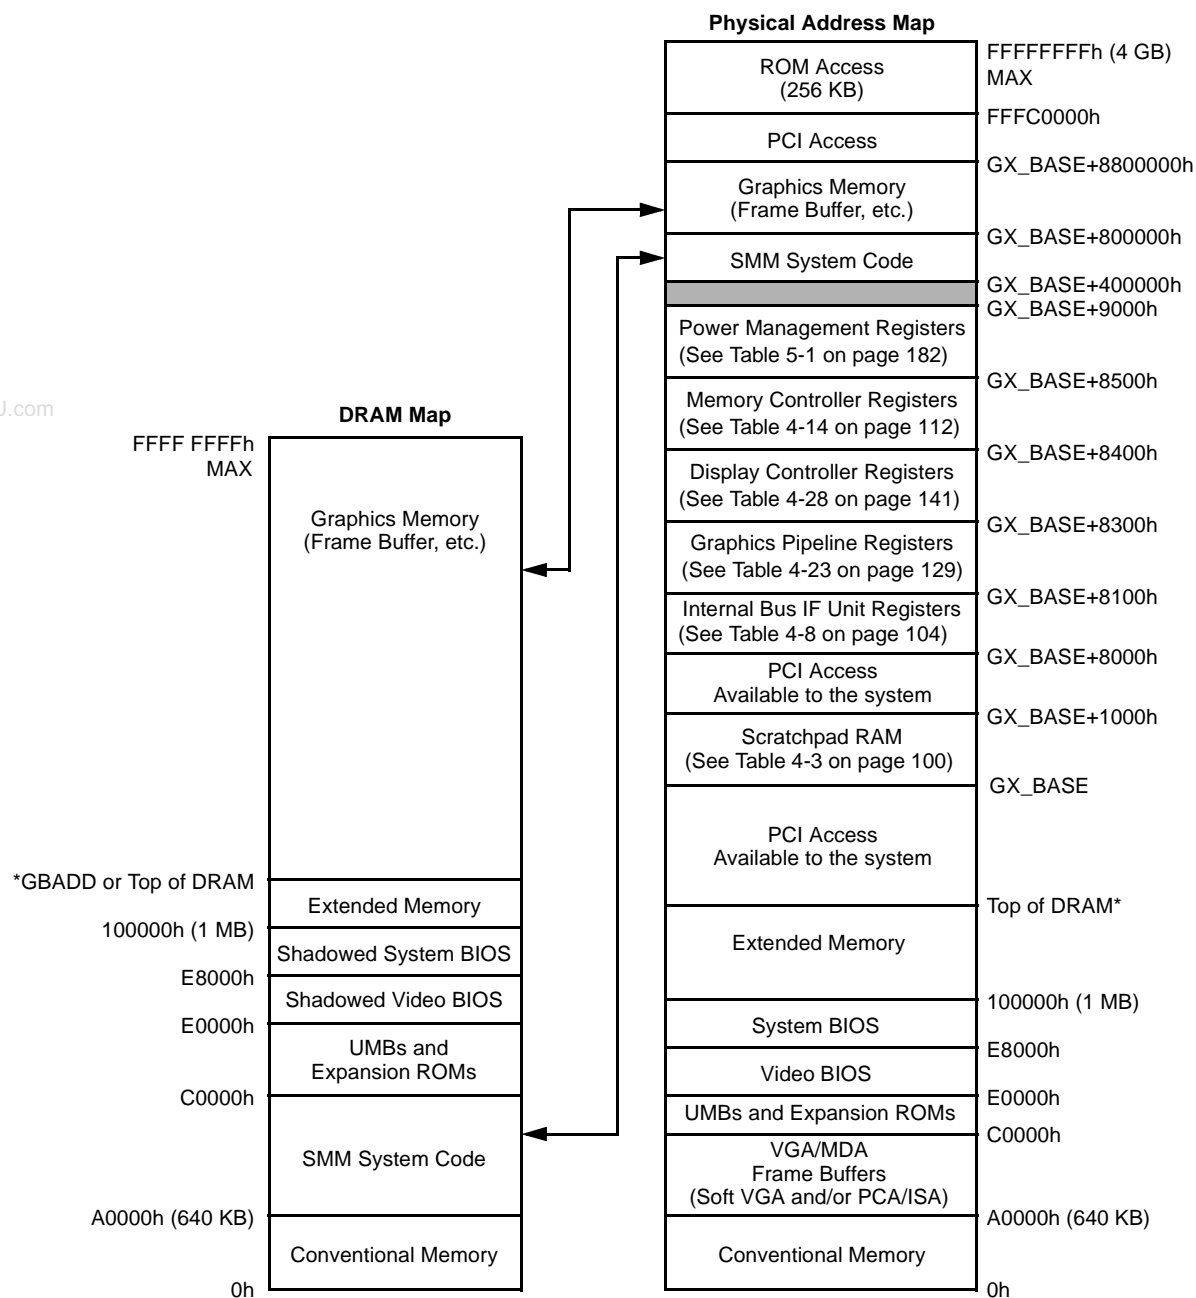 Physical Address Map
ROM Access
(256 KB)
FFFFFFFFh (4 GB)
MAX
FFFC0000h
PCI Access
GX_BASE+8800000h
Graphics Memory
(Frame Buffer, etc.)
GX_BASE+800000h
SMM System Code
GX_BASE+400000h
GX_BASE+9000h
Power Management Registers
(See Table 5-1 on page 182)
GX_BASE+8500h
Memory Controller Registers
(See Table 4-14 on page 112)
GX_BASE+8400h
Display Controller Registers
(See Table 4-28 on page 141)
GX_BASE+8300h
Graphics Pipeline Registers
(See Table 4-23 on page 129)
GX_BASE+8100h
Internal Bus IF Unit Registers
(See Table 4-8 on page 104)
GX_BASE+8000h
PCI Access
Available to the system
GX_BASE+1000h
Scratchpad RAM
(See Table 4-3 on page 100)
GX_BASE
PCI Access
Available to the system
Top of DRAM*
Extended Memory
100000h (1 MB)
System BIOS
E8000h
Video BIOS
E0000h
UMBs and Expansion ROMs
C0000h
VGA/MDA
Frame Buffers
(Soft VGA and/or PCA/ISA)
A0000h (640 KB)
Conventional Memory
0h
.com
DRAM Map
FFFF FFFFh
MAX
Graphics Memory
(Frame Buffer, etc.)
*GBADD or Top of DRAM
Extended Memory
100000h (1 MB)
Shadowed System BIOS
E8000h
Shadowed Video BIOS
E0000h
UMBs and
Expansion ROMs
C0000h
SMM System Code
A0000h (640 KB)
Conventional Memory
0h